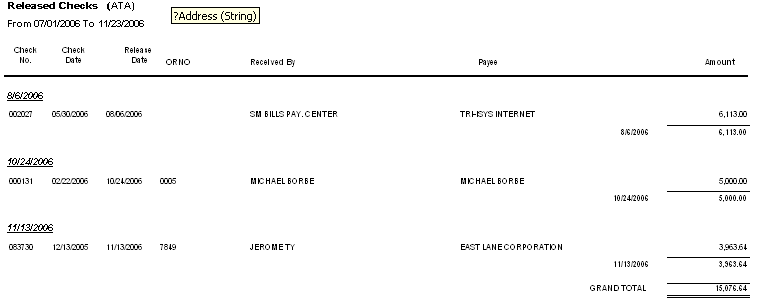 Released Checks (ATA)
?Address (String)
From 07/01/2006 To 11/23/2006
Check No. Check Date Release Date ORNO Received By Payee Amount
8/6/2006
002027 05/30/2006 08/06/2006 SM BILLS PAY. CENTER TRI-ISYS INTERNET 6,113.00
8/6/2006 6,113.00
10/24/2006
000131 02/22/2006 10/24/2006 0005 MICHAEL BORBE MICHAEL BORBE 5,000.00
10/24/2006 5,000.00
11/13/2006
083730 12/13/2005 11/13/2006 7849 JEROME TY EAST LANE CORPORATION 3,963.64
11/13/2006 3,963.64
GRAND TOTAL 15,076.64